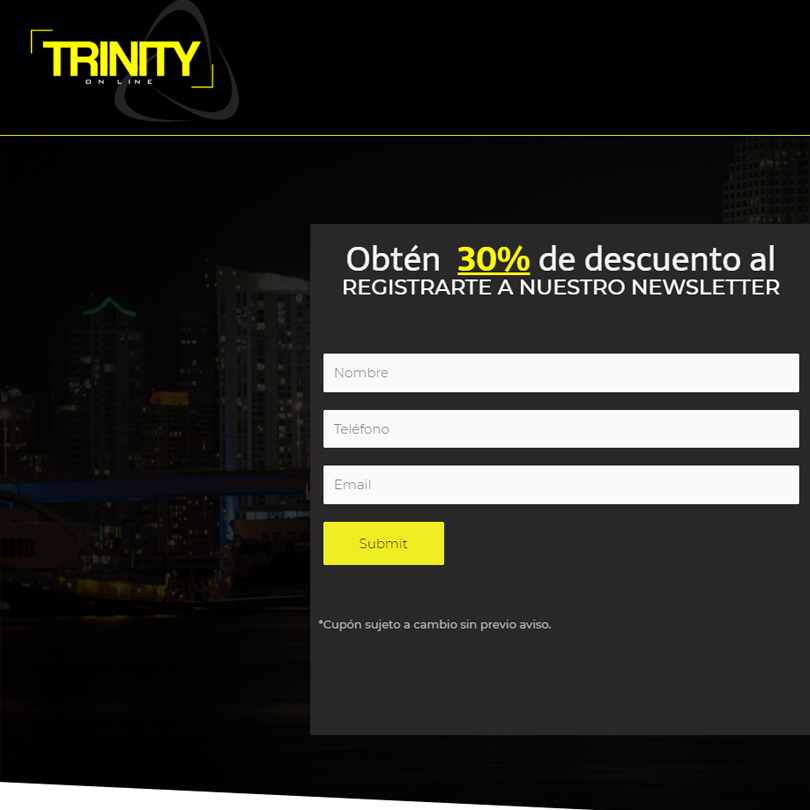 TRINITY
ON LINE
Obtén 30% de descuento al
REGISTRARTE A NUESTRO NEWSLETTER
Nombre
Teléfono
Email
Submit
*Cupón sujeto a cambio sin previo aviso.